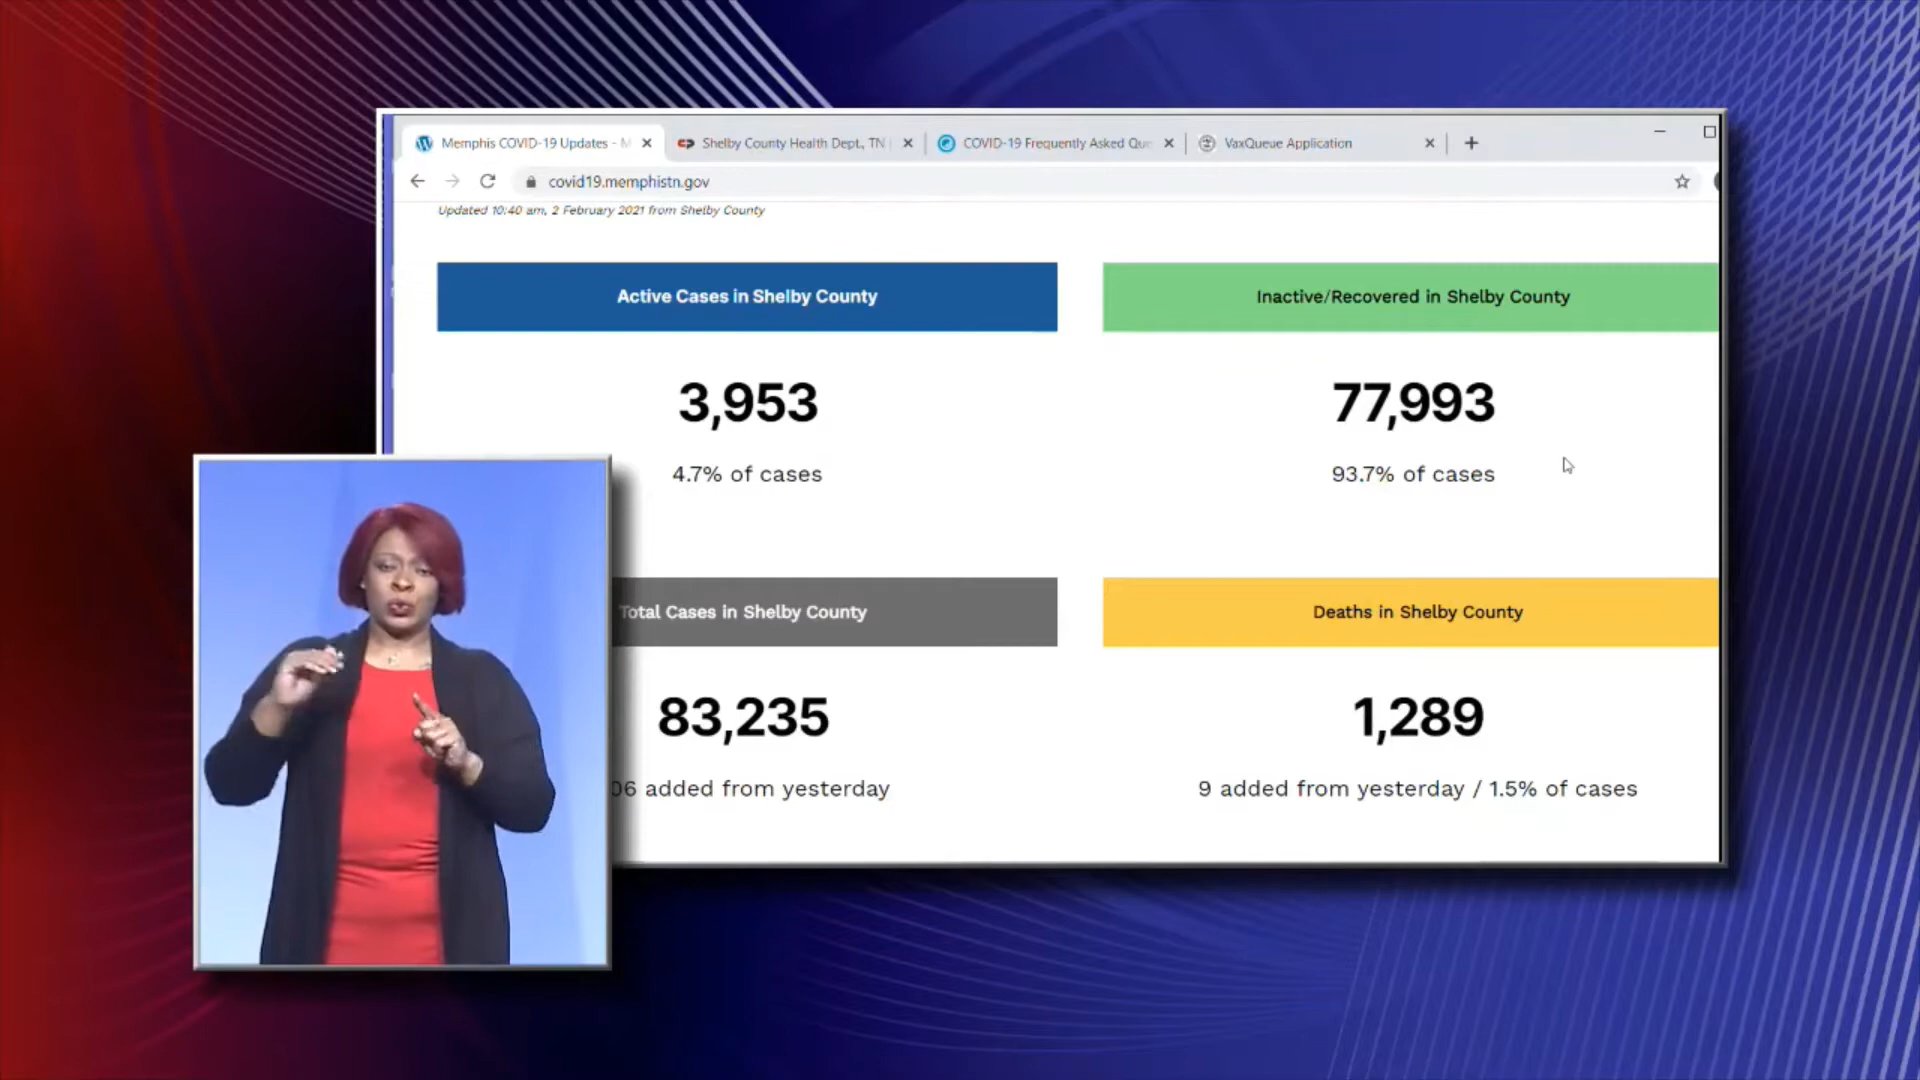 Memphis COVID-19 Updates - M
Shelby County Health Dept., TN
COVID-19 Frequently Asked Que
VaxQueue Application
covid19.memphistn.gov
Updated 10:40 am, 2 February 2021 from Shelby County
Active Cases in Shelby County
Inactive/Recovered in Shelby County
3,953
77,993
4.7% of cases
93.7% of cases
Total Cases in Shelby County
Deaths in Shelby County
83,235
1,289
06 added from yesterday
9 added from yesterday / 1.5% of cases